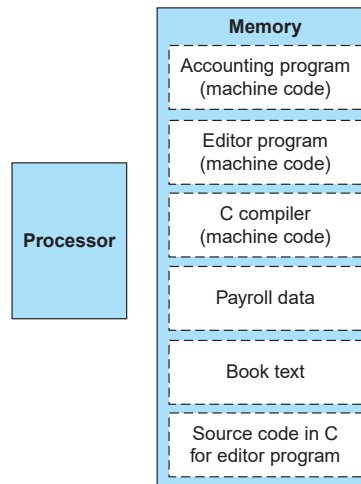 Memory
Accounting program
(machine code)
Editor program
(machine code)
C compiler
(machine code)
Processor
Payroll data
Book text
Source code in C
for editor program